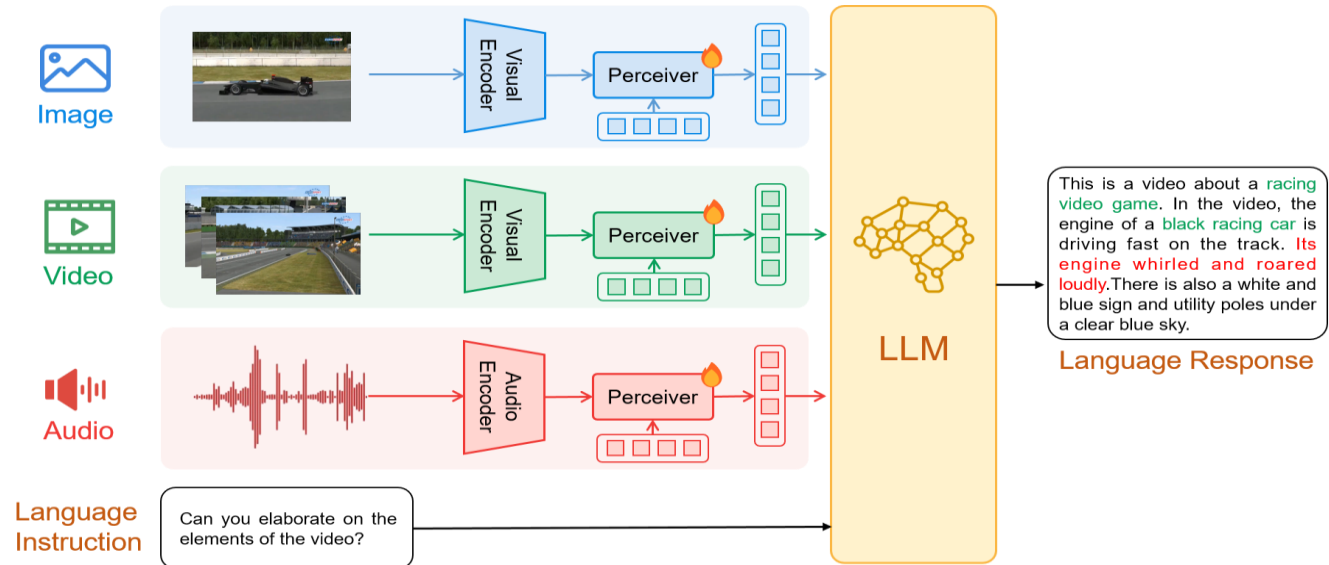 Image
Visual
Encoder
Perceiver
Video
Visual
Encoder
Perceiver
Audio
Audio
Encoder
Perceiver
Language
Instruction
Can you elaborate on the
elements of the video?
LLM
This is a video about a racing
video game. In the video, the
engine of a black racing car is
driving fast on the track. Its
engine whirled and roared
loudly.There is also a white and
blue sign and utility poles under
a clear blue sky.
Language Response